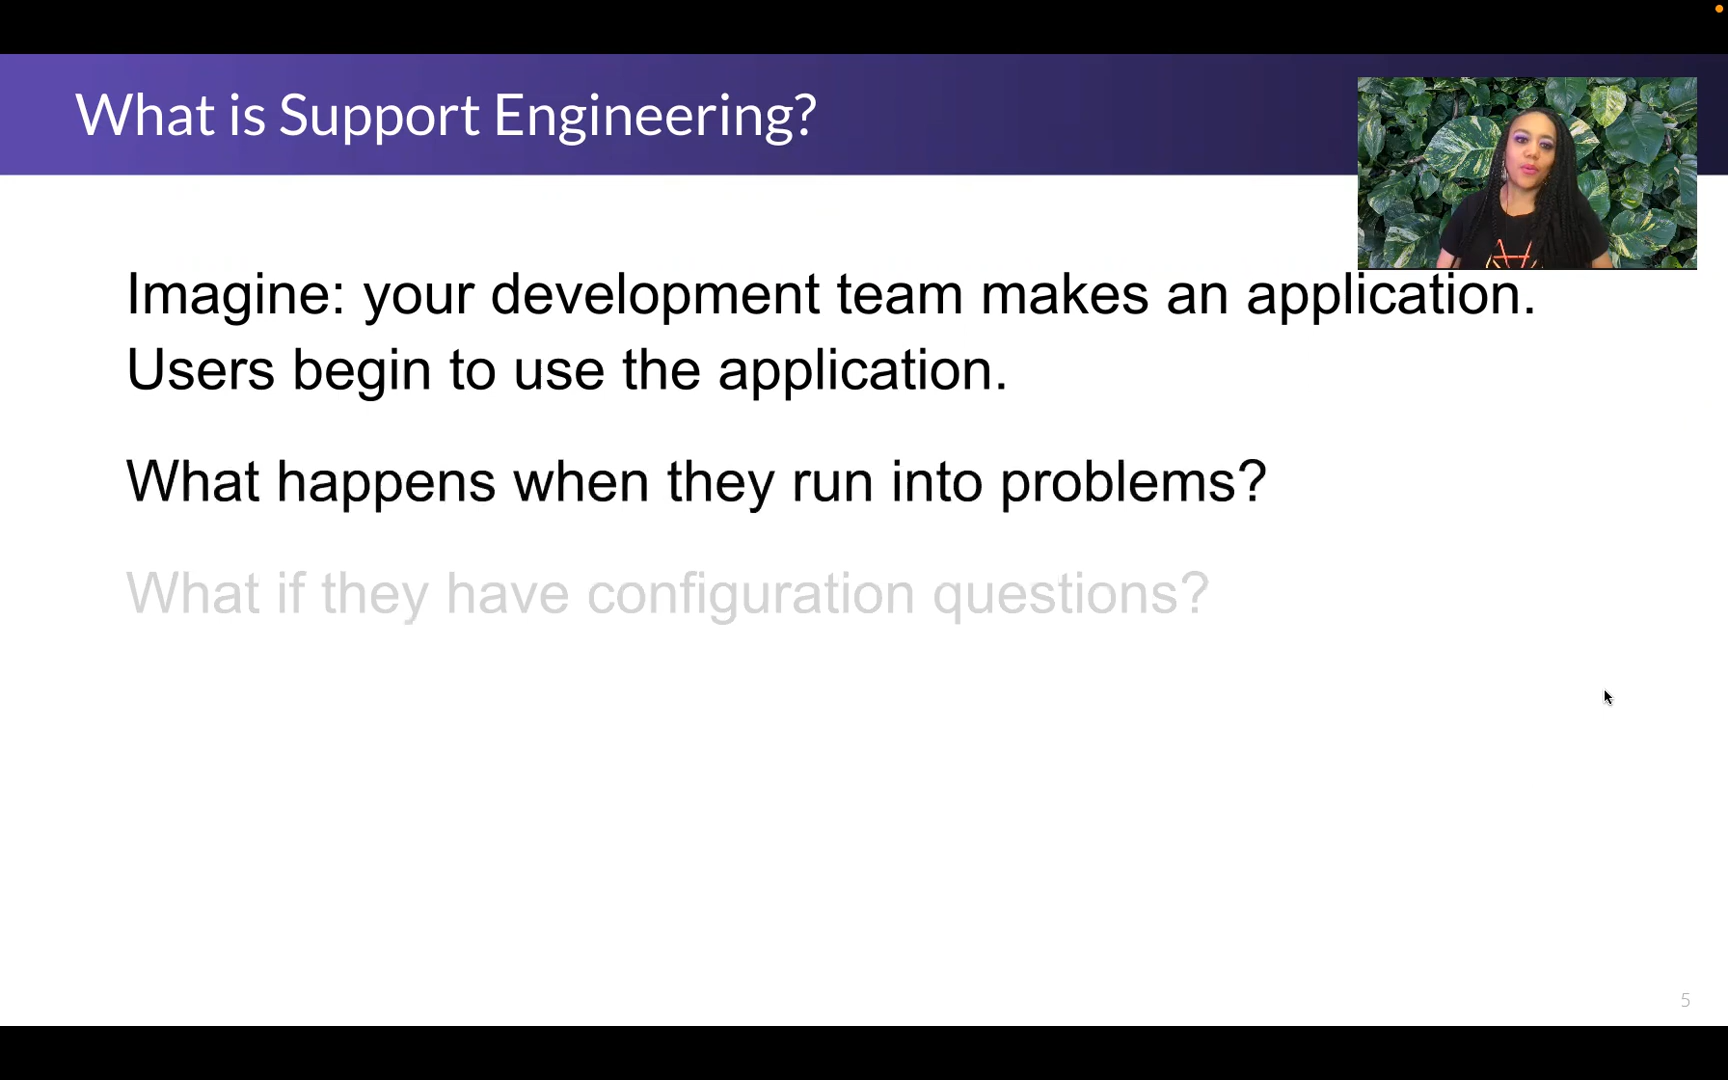 What is Support Engineering?
Imagine: your development team makes an application.
Users begin to use the application.
What happens when they run into problems?
What if they have configuration questions?
5